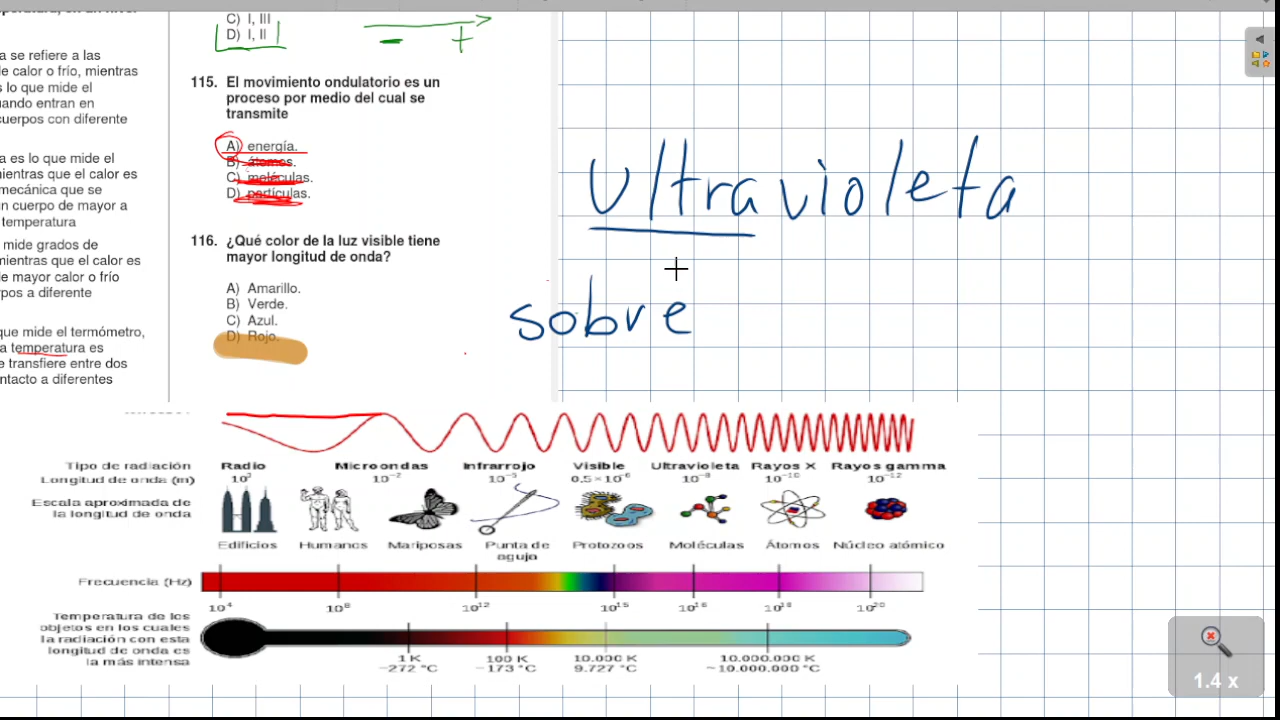 C) I, III
D) I, II
- +
a se refiere a las
e calor o frío, mientras
s lo que mide el
uando entran en
cuerpos con diferente
a es lo que mide el
mientras que el calor es
mecánica que se
un cuerpo de mayor a
temperatura
mide grados de
mientras que el calor es
de mayor calor o frío
rpos a diferente
que mide el termómetro,
a temperatura es
e transfiere entre dos
ontacto a diferentes
115. El movimiento ondulatorio es un
proceso por medio del cual se
transmite
A) energía.
B) átomos.
C) moléculas.
D) partículas.
116. ¿Qué color de la luz visible tiene
mayor longitud de onda?
A) Amarillo.
B) Verde.
C) Azul.
D) Rojo.
Ultravioleta
sobre
Tipo de radiación Radio Microondas Infrarrojo Visible Ultravioleta Rayos X Rayos gamma
Longitud de onda (m) 10³ 10⁻² 10⁻⁵ 0.5×10⁻⁶ 10⁻⁸ 10⁻¹⁰ 10⁻¹²
Escala aproximada de
la longitud de onda
Edificios Humanos Mariposas Punta de
aguja Protozoos Moléculas Átomos Núcleo atómico
Frecuencia (Hz)
10⁴ 10⁸ 10¹² 10¹⁵ 10¹⁶ 10¹⁸ 10²⁰
Temperatura de los
objetos en los cuales
la radiación con esta
longitud de onda es
la más intensa
1 K 100 K 10.000 K 10.000.000 K
−272 °C −173 °C 9.727 °C ~10.000.000 °C
1.4 x